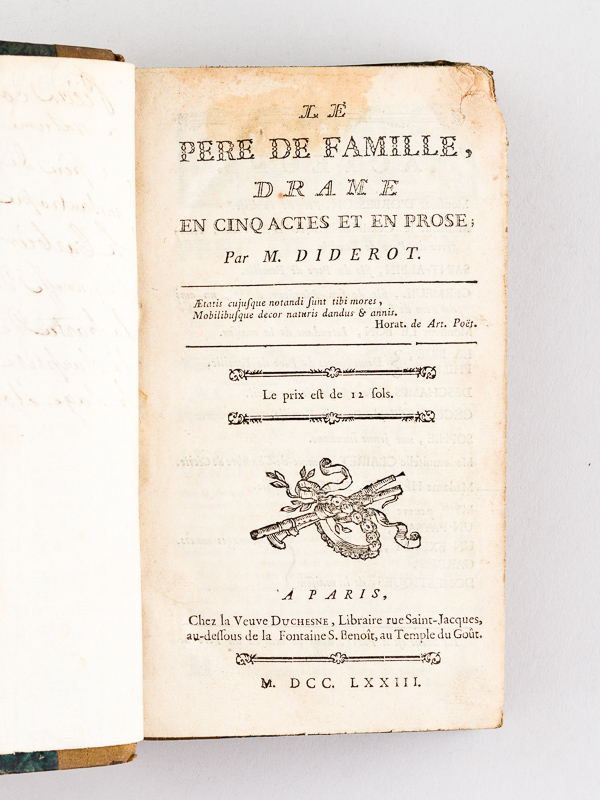 LE
PERE DE FAMILLE,
DRAME
EN CINQ ACTES ET EN PROSE;
Par M. DIDEROT.
Ætatis cujuſque notandi ſunt tibi mores,
Mobilibuſque decor naturis dandus & annis.
Horat. de Art. Poët.
Le prix eſt de 12 ſols.
A PARIS,
Chez la Veuve DUCHESNE, Libraire rue Saint-Jacques,
au-deſſous de la Fontaine S. Benoît, au Temple du Goût.
M. DCC. LXXIII.